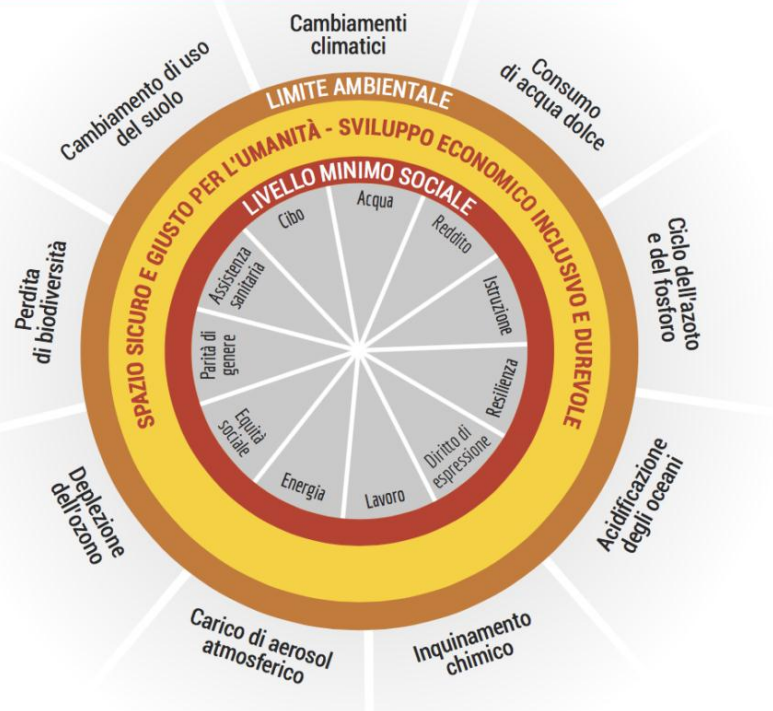 Cambiamenti
climatici
Consumo
di acqua dolce
Ciclo dell'azoto
e del fosforo
Acidificazione
degli oceani
Inquinamento
chimico
Carico di aerosol
atmosferico
Deplezione
dell'ozono
Perdita
di biodiversità
Cambiamento di uso
del suolo
LIMITE AMBIENTALE
SPAZIO SICURO E GIUSTO PER L'UMANITÀ - SVILUPPO ECONOMICO INCLUSIVO E DUREVOLE
LIVELLO MINIMO SOCIALE
Acqua
Reddito
Istruzione
Resilienza
Diritto di
espressione
Lavoro
Energia
Equità
sociale
Parità di
genere
Assistenza
sanitaria
Cibo